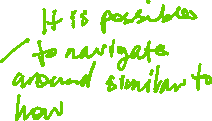 It is possible
to navigate
around similar to
how